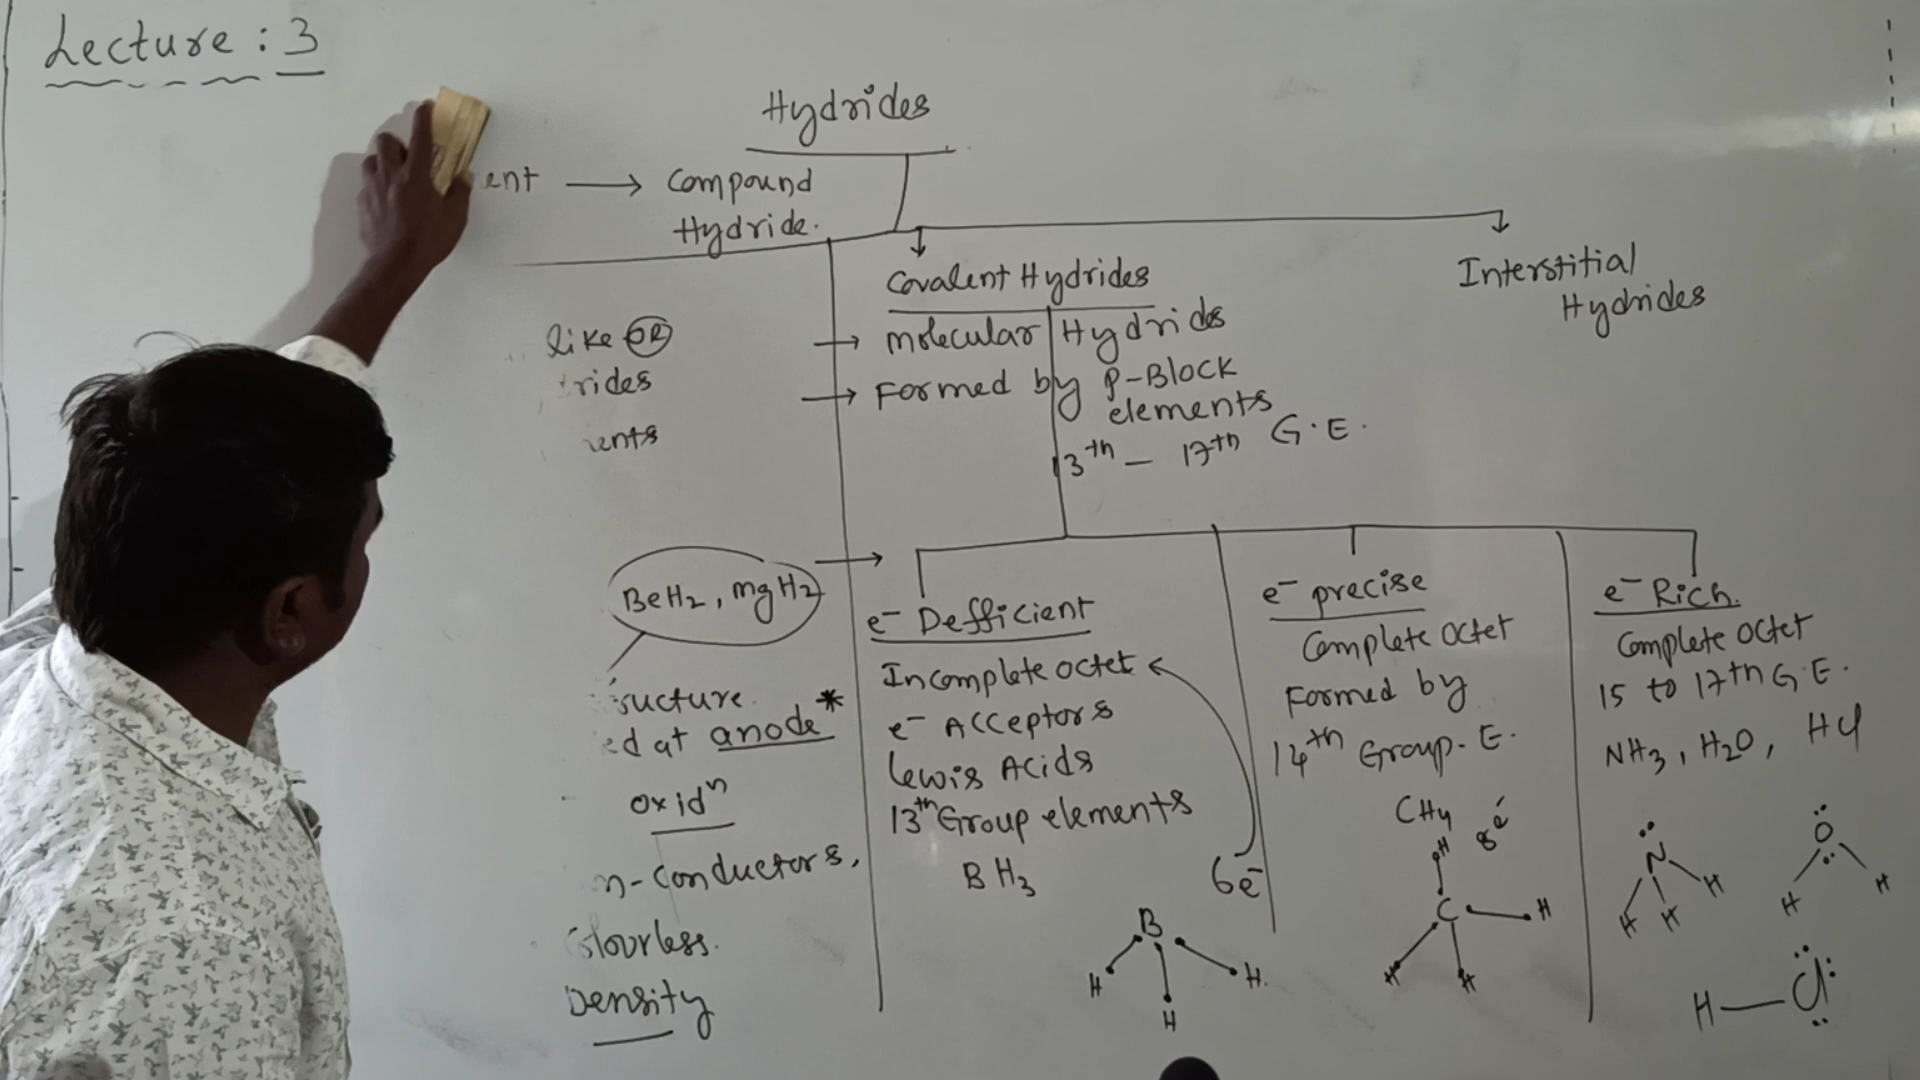 Lecture : 3
Hydrides
ent → Compound
Hydride.
like OR
rides
ents
BeH2, mgH2
ructure
ed at anode*
oxidⁿ
n-conductors,
olourless.
Density
Covalent Hydrides
→ molecular Hydrides
→ Formed by P-Block
elements
13th – 17th G.E.
Interstitial
Hydrides
→
e⁻ Defficient
Incomplete octet
e⁻ Acceptors
Lewis Acids
13th Group elements
BH3
6e⁻
B
H
H
H.
e⁻ precise
Complete octet
Formed by
14th Group. E.
CH4
8e⁻
H
C
H
H
H
e⁻ Rich.
Complete octet
15 to 17th G.E.
NH3, H2O, HCl
N
H
H
H
O
H
H
H—Cl